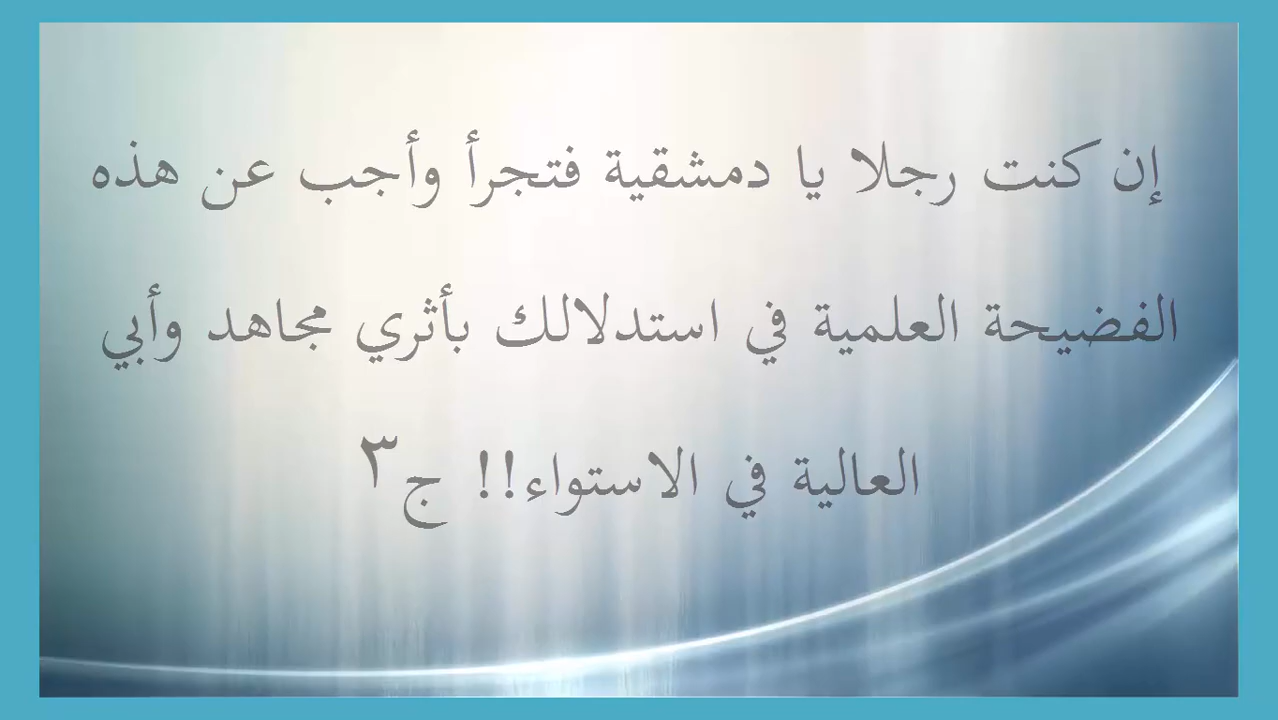 إن كنت رجلا يا دمشقية فتجرأ وأجب عن هذه
الفضيحة العلمية في استدلالك بأثري مجاهد وأبي
العالية في الاستواء!! ج٣